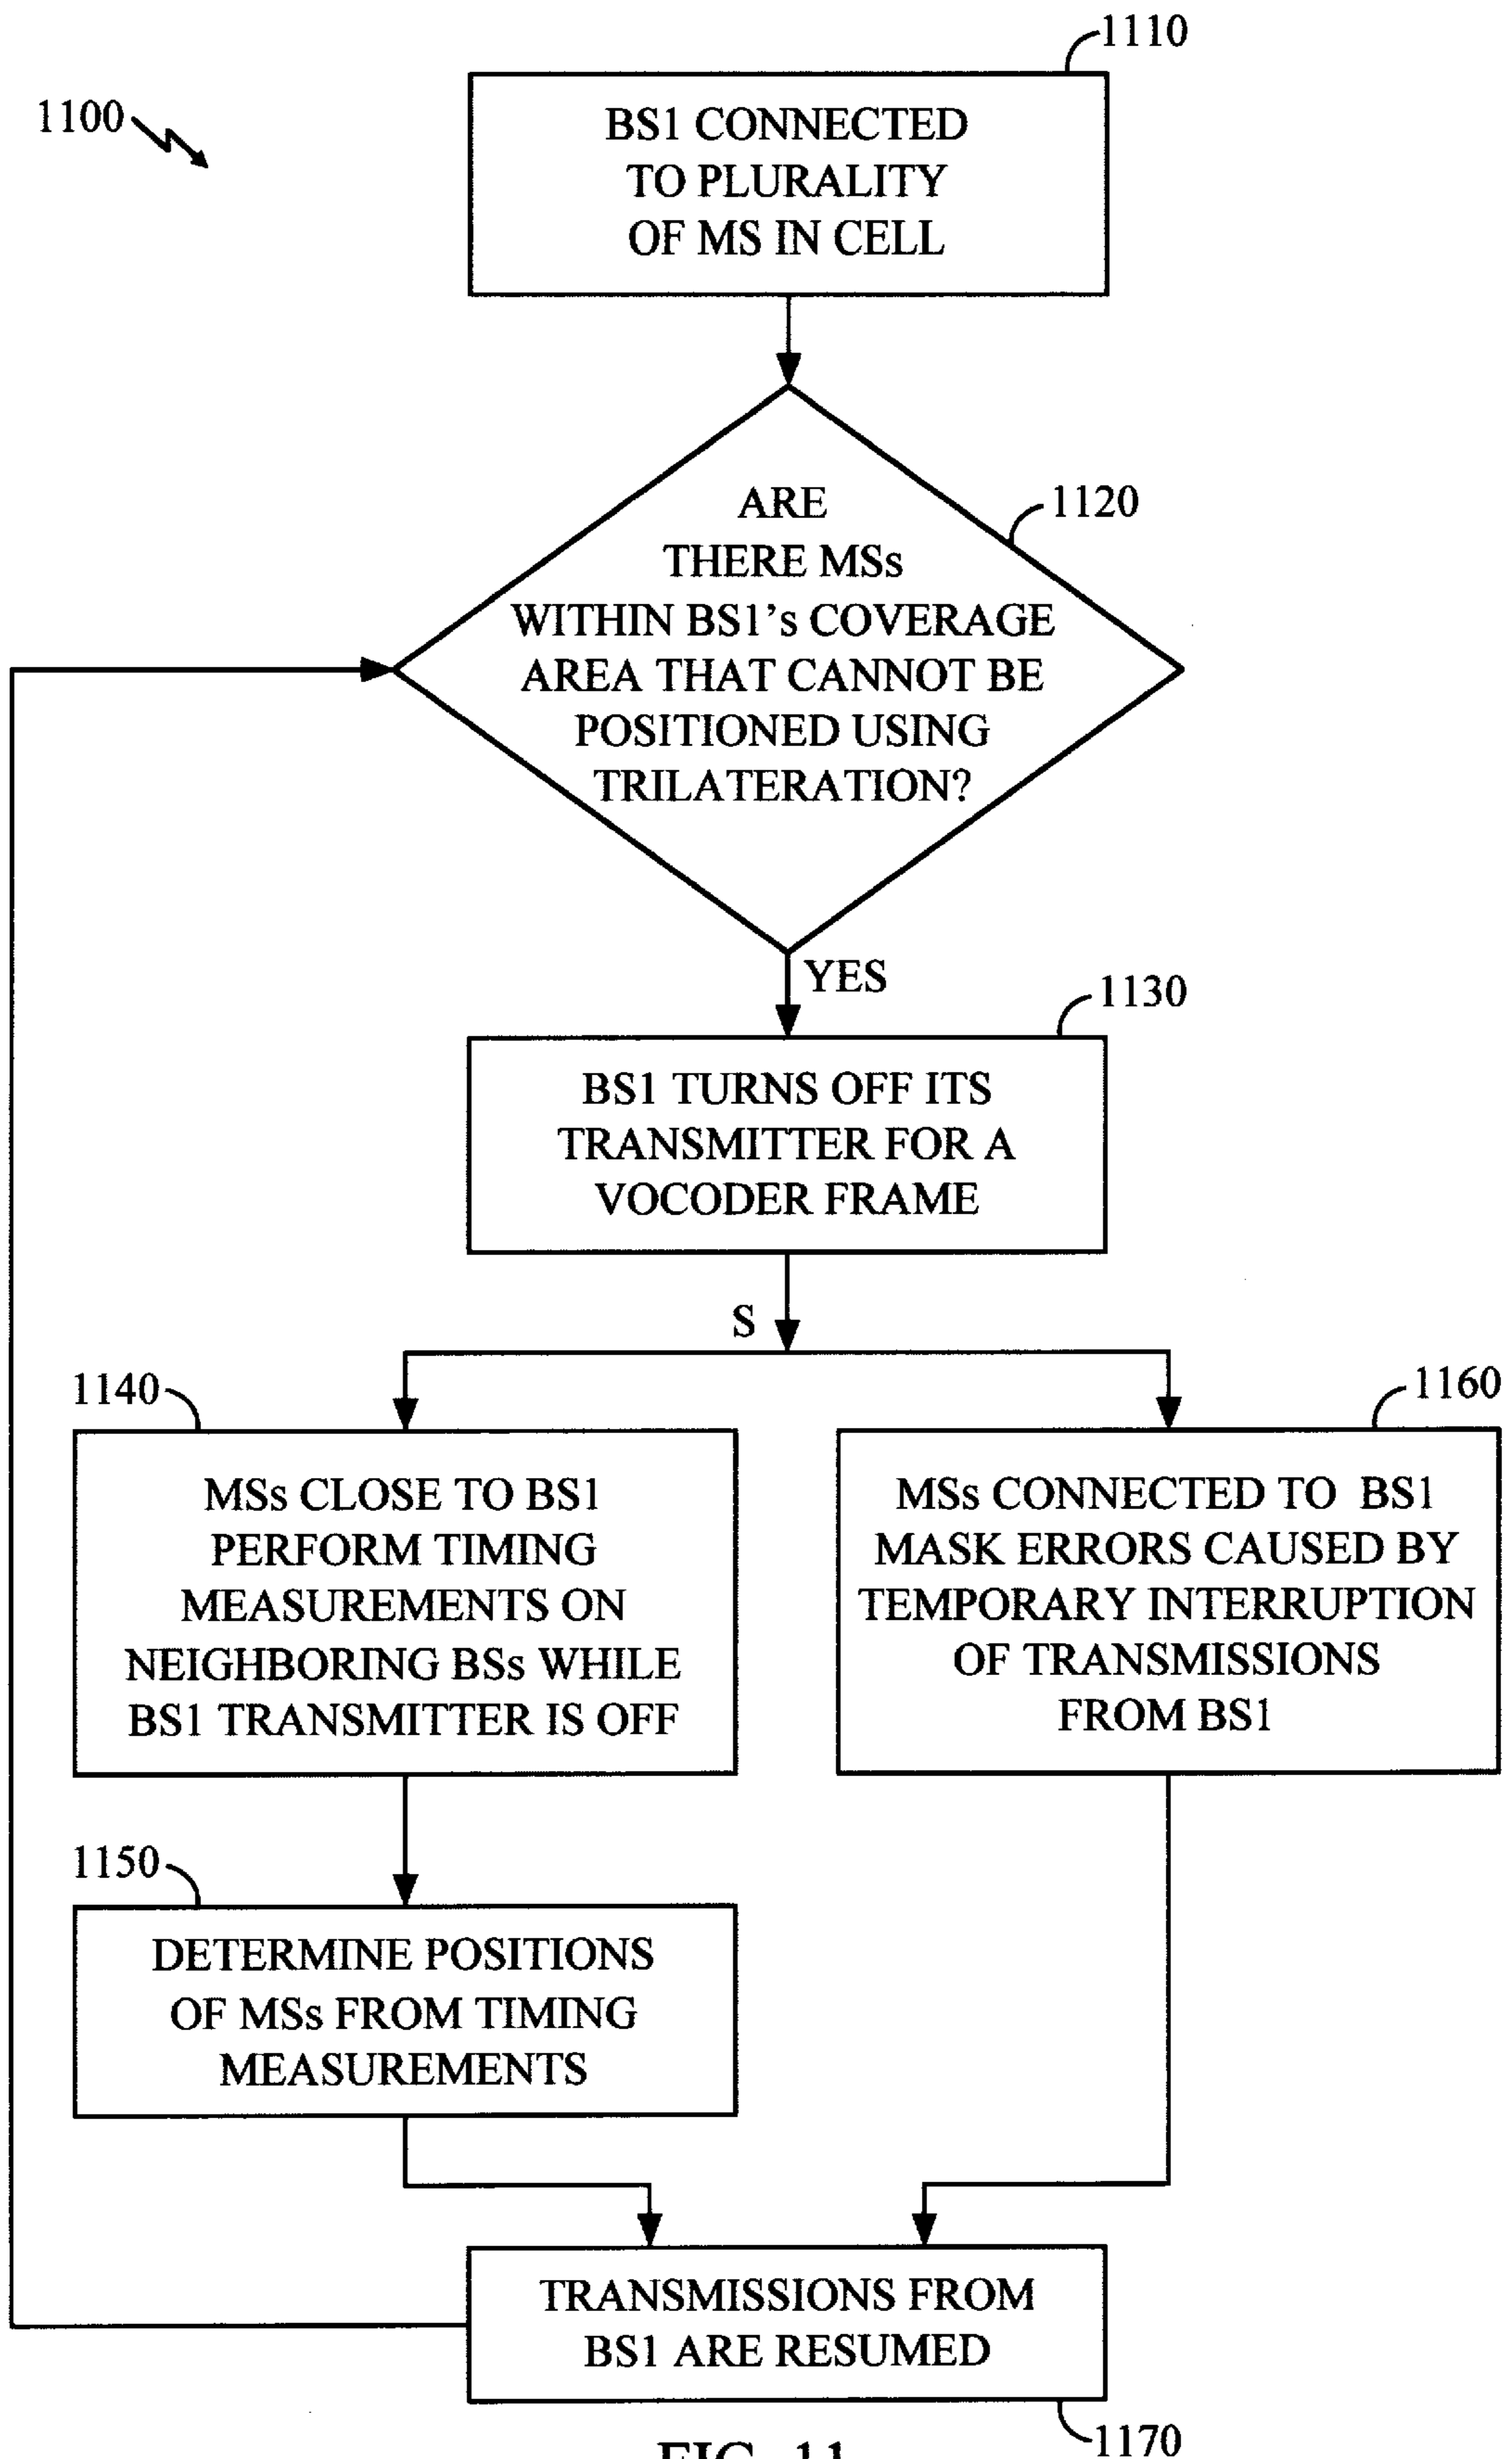 1110
1100
BS1 CONNECTED
TO PLURALITY
OF MS IN CELL
1120
ARE
THERE MSs
WITHIN BS1's COVERAGE
AREA THAT CANNOT BE
POSITIONED USING
TRILATERATION?
YES
1130
BS1 TURNS OFF ITS
TRANSMITTER FOR A
VOCODER FRAME
S
1140
MSs CLOSE TO BS1
PERFORM TIMING
MEASUREMENTS ON
NEIGHBORING BSs WHILE
BS1 TRANSMITTER IS OFF
1160
MSs CONNECTED TO BS1
MASK ERRORS CAUSED BY
TEMPORARY INTERRUPTION
OF TRANSMISSIONS
FROM BS1
1150
DETERMINE POSITIONS
OF MSs FROM TIMING
MEASUREMENTS
TRANSMISSIONS FROM
BS1 ARE RESUMED
1170
FIG. 11